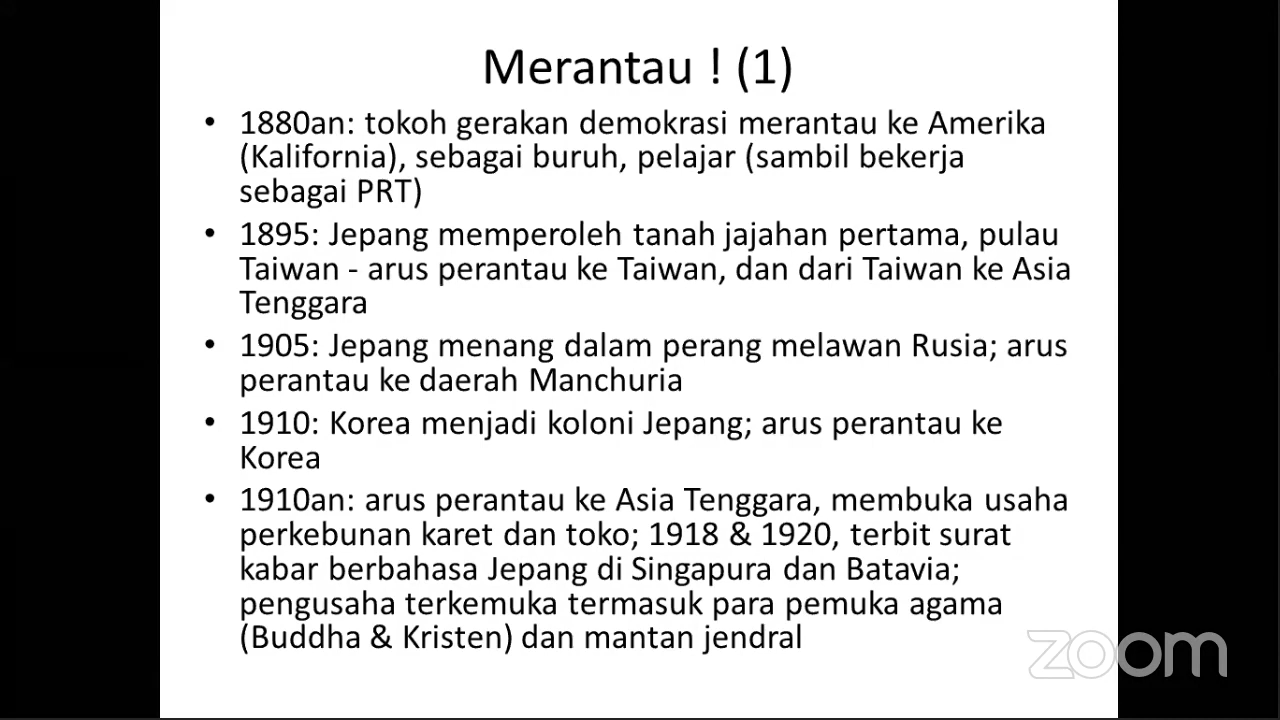 Merantau ! (1)
• 1880an: tokoh gerakan demokrasi merantau ke Amerika
(Kalifornia), sebagai buruh, pelajar (sambil bekerja
sebagai PRT)
• 1895: Jepang memperoleh tanah jajahan pertama, pulau
Taiwan - arus perantau ke Taiwan, dan dari Taiwan ke Asia
Tenggara
• 1905: Jepang menang dalam perang melawan Rusia; arus
perantau ke daerah Manchuria
• 1910: Korea menjadi koloni Jepang; arus perantau ke
Korea
• 1910an: arus perantau ke Asia Tenggara, membuka usaha
perkebunan karet dan toko; 1918 & 1920, terbit surat
kabar berbahasa Jepang di Singapura dan Batavia;
pengusaha terkemuka termasuk para pemuka agama
(Buddha & Kristen) dan mantan jendral
zoom